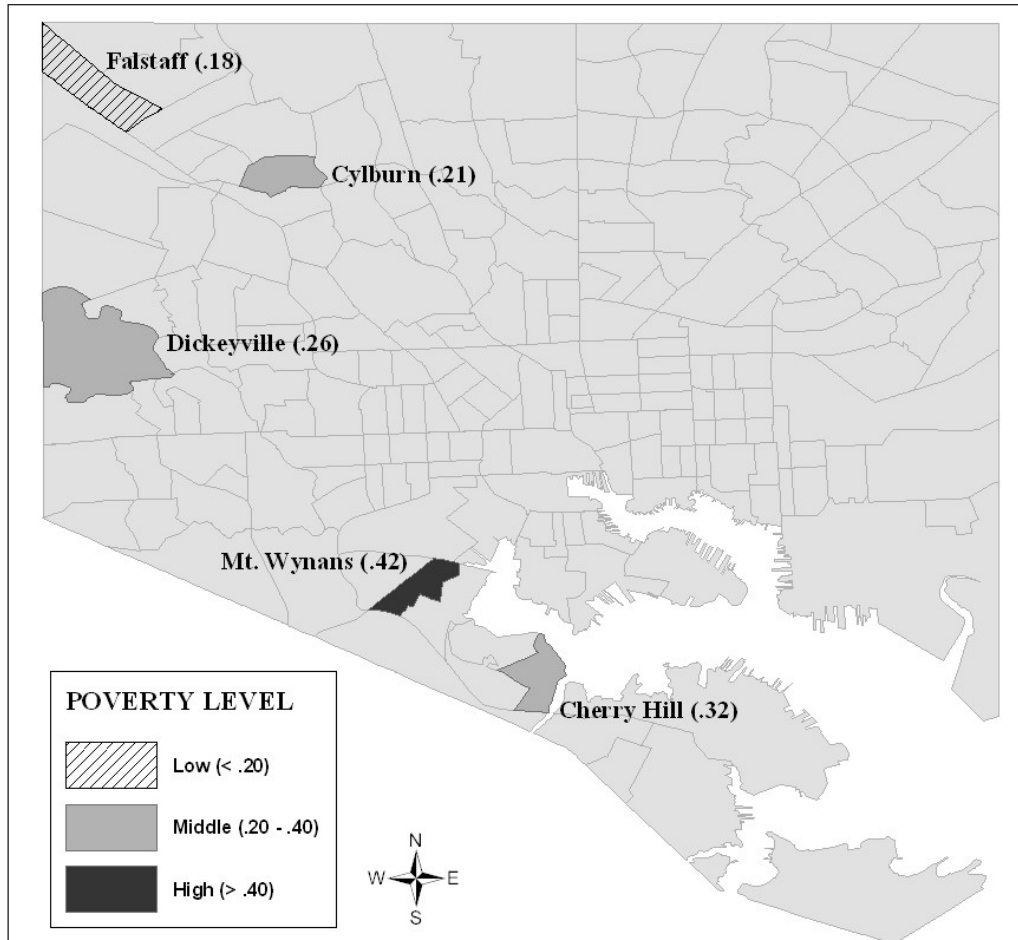 Falstaff (.18)
Cylburn (.21)
Dickeyville (.26)
Mt. Wynans (.42)
Cherry Hill (.32)
POVERTY LEVEL
Low (< .20)
Middle (.20 - .40)
High (> .40)
N
W E
S